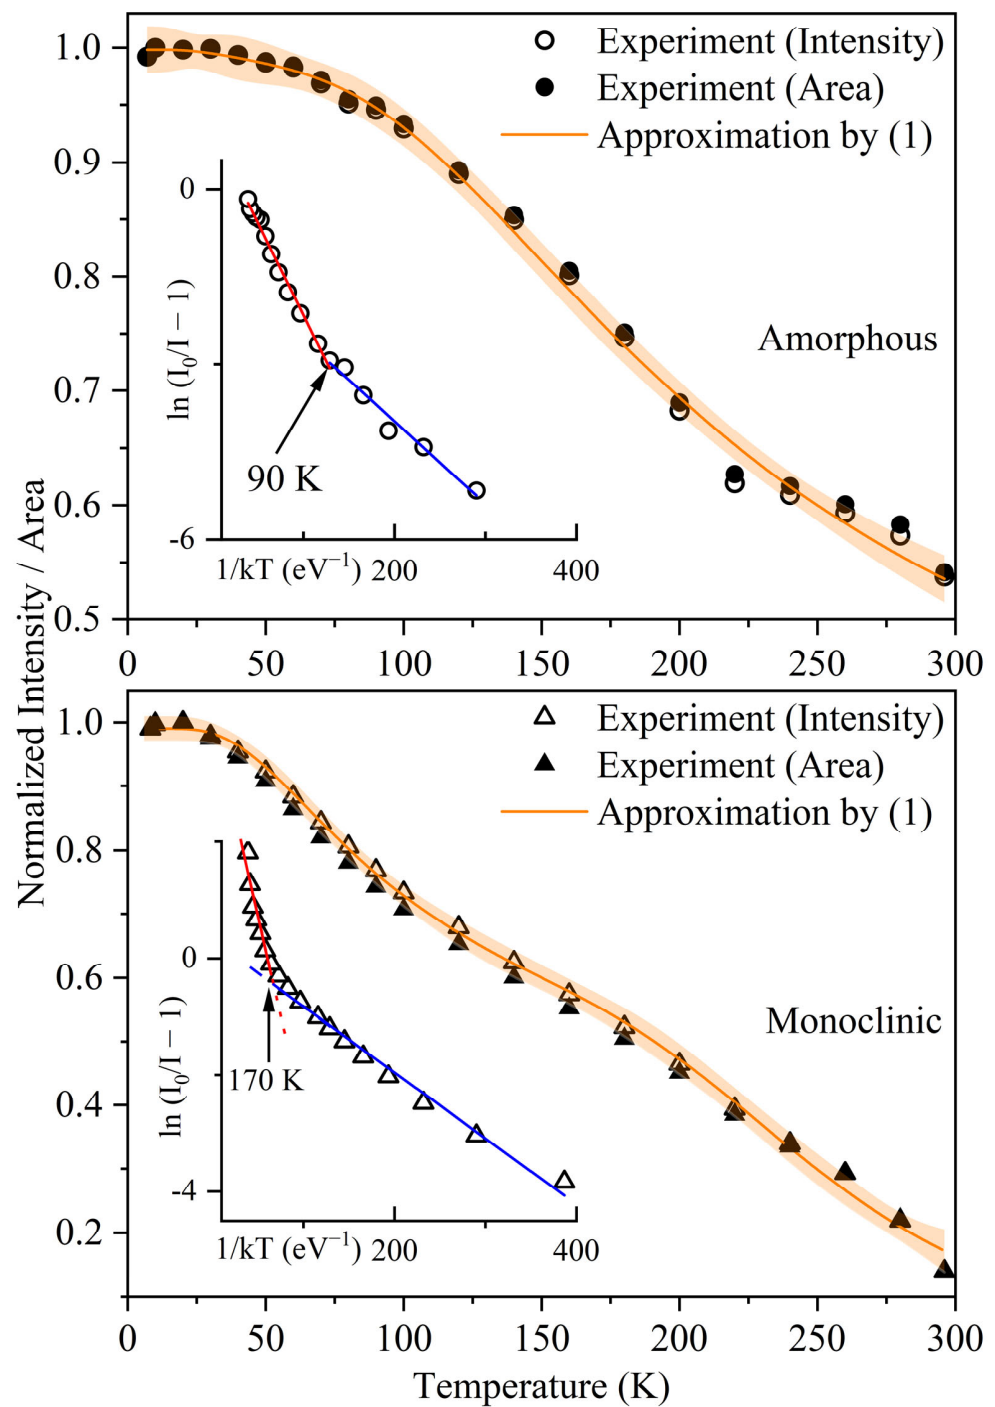 Normalized Intensity / Area
1.0
0.9
0.8
0.7
0.6
0.5
Experiment (Intensity)
Experiment (Area)
Approximation by (1)
Amorphous
ln (I₀/I − 1)
0
-6
90 K
1/kT (eV⁻¹) 200 400
0 50 100 150 200 250 300
1.0
0.8
0.6
0.4
0.2
Experiment (Intensity)
Experiment (Area)
Approximation by (1)
Monoclinic
ln (I₀/I − 1)
0
-4
170 K
1/kT (eV⁻¹) 200 400
0 50 100 150 200 250 300
Temperature (K)